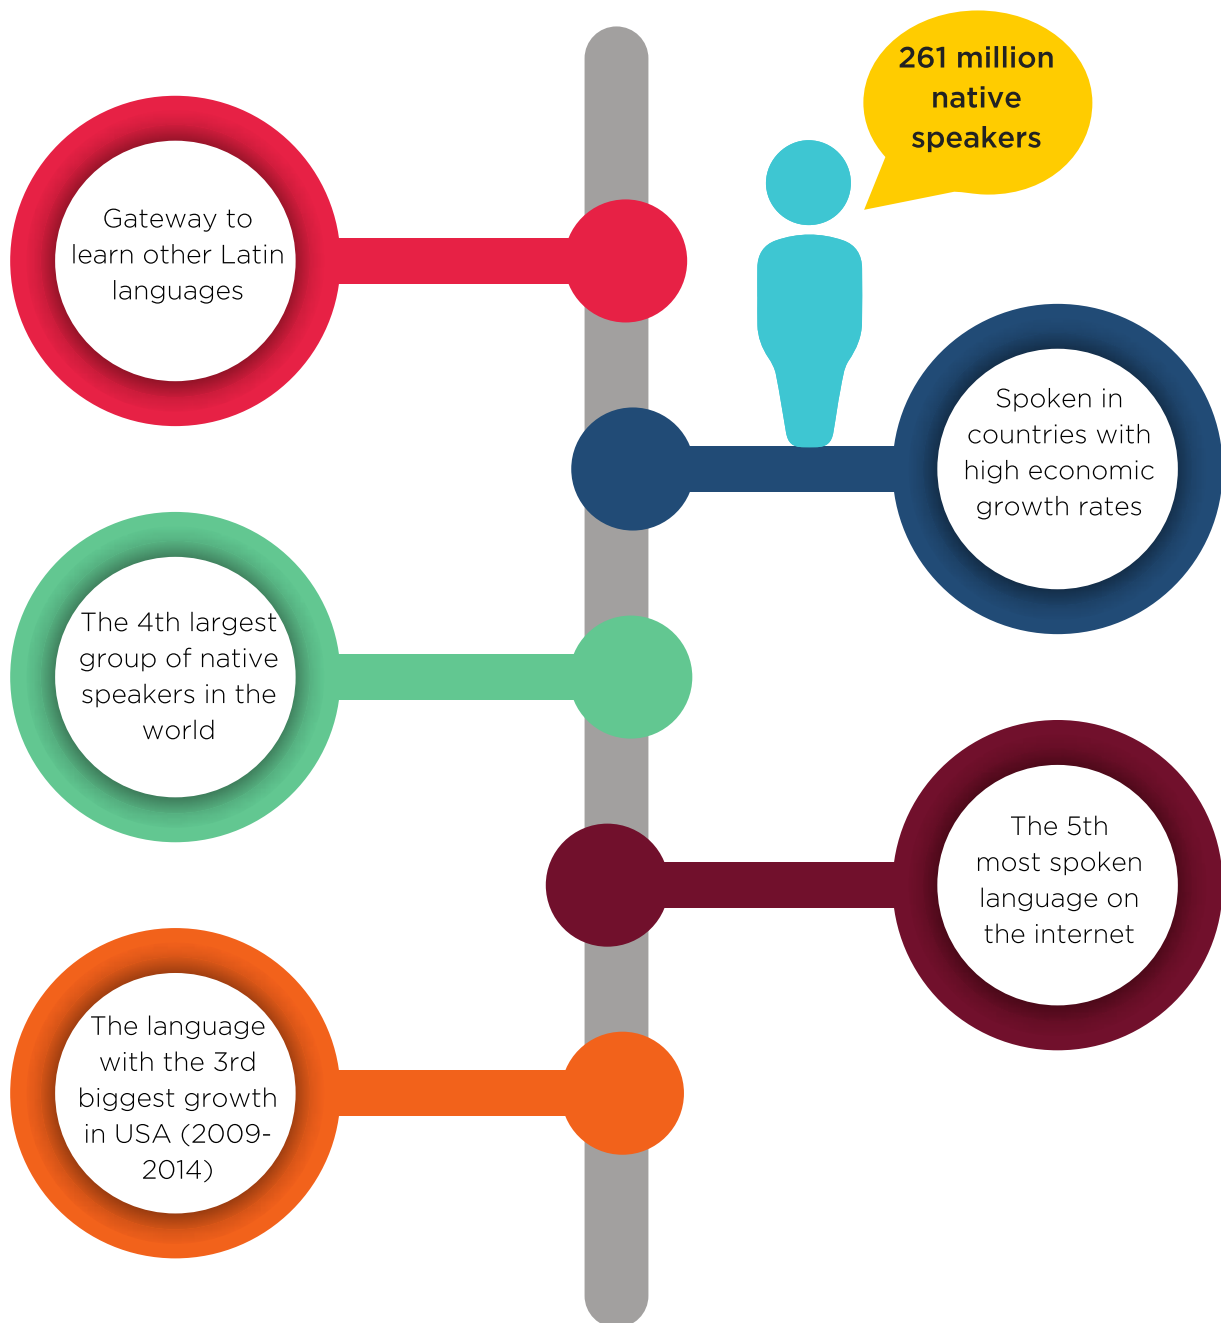 261 million
native
speakers
Gateway to
learn other Latin
languages
Spoken in
countries with
high economic
growth rates
The 4th largest
group of native
speakers in the
world
The 5th
most spoken
language on
the internet
The language
with the 3rd
biggest growth
in USA (2009-
2014)